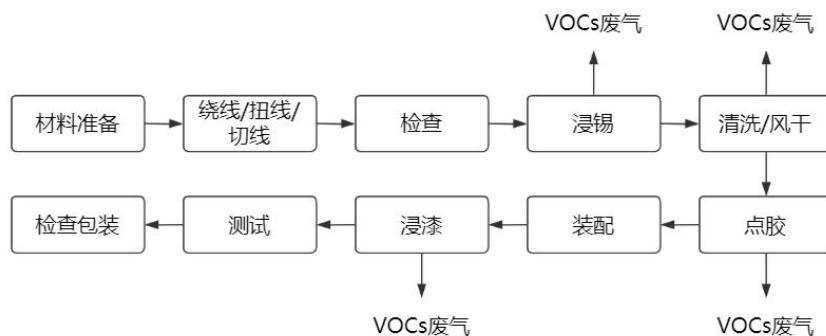 VOCs废气
VOCs废气
材料准备
绕线/扭线/
切线
检查
浸锡
清洗/风干
检查包装
测试
浸漆
装配
点胶
VOCs废气
VOCs废气